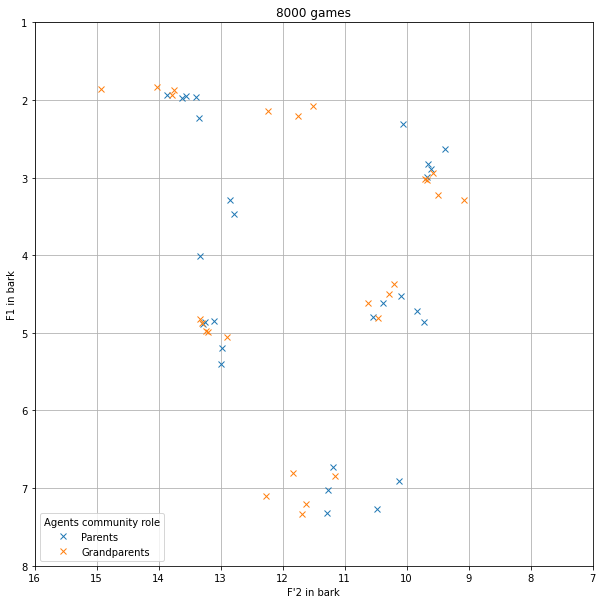 8000 games
1
2
3
4
5
6
7
8
F1 in bark
Agents community role
Parents
Grandparents
16 15 14 13 12 11 10 9 8 7
F'2 in bark